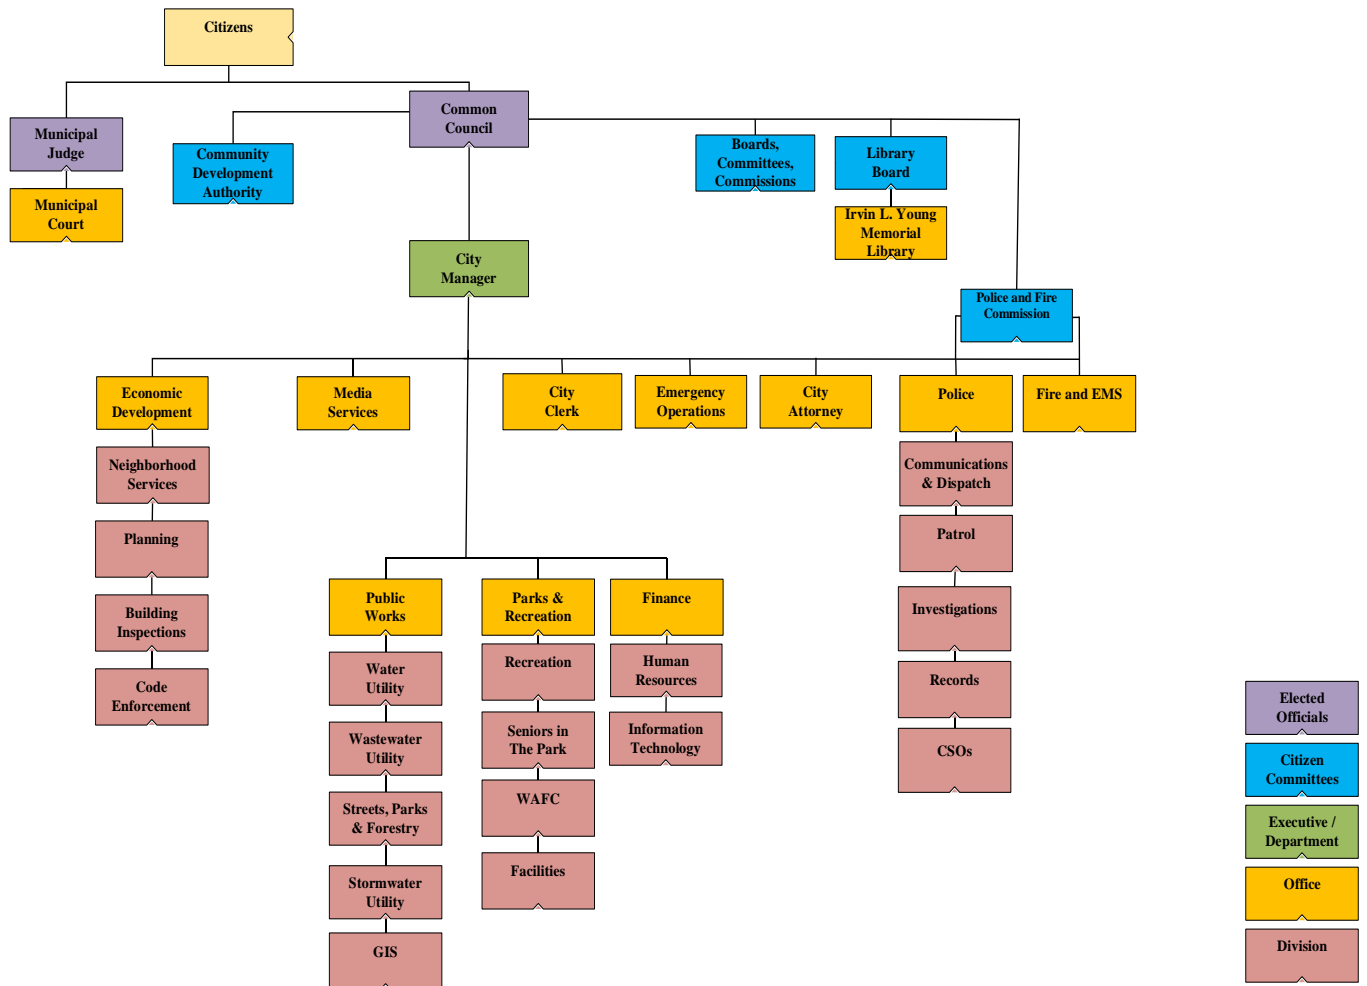 Citizens
Common
Council
Municipal
Judge
Community
Development
Authority
Boards,
Committees,
Commissions
Library
Board
Municipal
Court
Irvin L. Young
Memorial
Library
City
Manager
Police and Fire
Commission
Economic
Development
Media
Services
City
Clerk
Emergency
Operations
City
Attorney
Police
Fire and EMS
Neighborhood
Services
Planning
Building
Inspections
Code
Enforcement
Communications
& Dispatch
Patrol
Investigations
Records
CSOs
Public
Works
Water
Utility
Wastewater
Utility
Streets, Parks
& Forestry
Stormwater
Utility
GIS
Parks &
Recreation
Recreation
Seniors in
The Park
WAFC
Facilities
Finance
Human
Resources
Information
Technology
Elected
Officials
Citizen
Committees
Executive /
Department
Office
Division